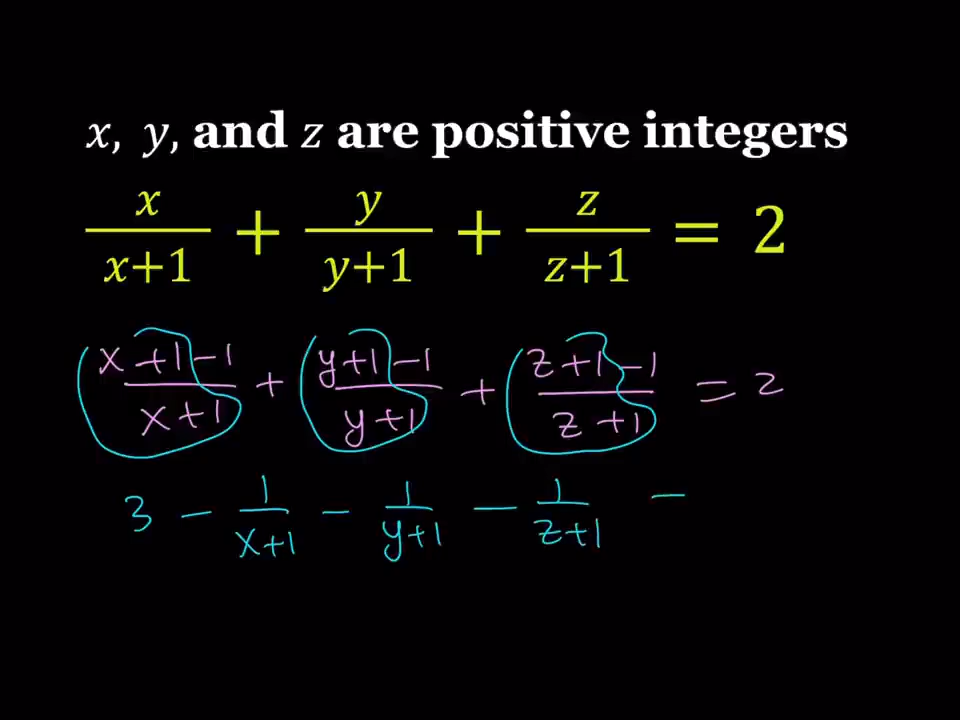 x, y, and z are positive integers
x/(x+1) + y/(y+1) + z/(z+1) = 2
(x+1-1)/(x+1) + (y+1-1)/(y+1) + (z+1-1)/(z+1) = 2
3 - 1/(x+1) - 1/(y+1) - 1/(z+1) -